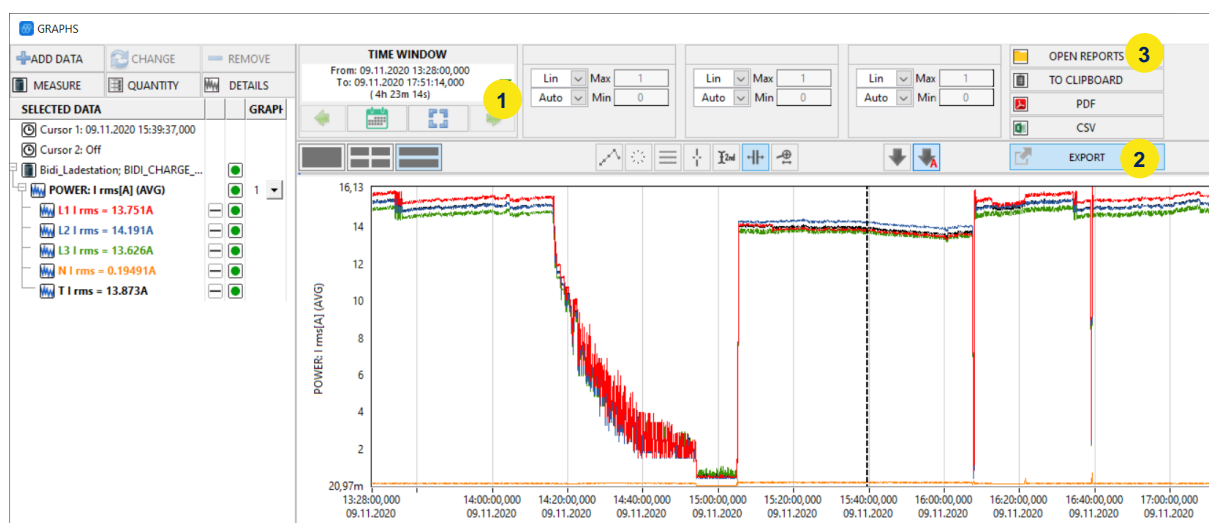 GRAPHS
ADD DATA CHANGE REMOVE
MEASURE QUANTITY DETAILS
SELECTED DATA GRAPH
Cursor 1: 09.11.2020 15:39:37,000
Cursor 2: Off
Bidi_Ladestation; BIDI_CHARGE_...
POWER: I rms[A] (AVG) 1
L1 I rms = 13.751A
L2 I rms = 14.191A
L3 I rms = 13.626A
N I rms = 0.19491A
T I rms = 13.873A
TIME WINDOW
From: 09.11.2020 13:28:00,000
To: 09.11.2020 17:51:14,000
( 4h 23m 14s)
1
Lin Max 1
Auto Min 0
Lin Max 1
Auto Min 0
Lin Max 1
Auto Min 0
OPEN REPORTS 3
TO CLIPBOARD
PDF
CSV
EXPORT 2
2nd
A
POWER: I rms[A] (AVG)
16,13
14
12
10
8
6
4
2
20,97m
13:28:00,000 14:00:00,000 14:20:00,000 14:40:00,000 15:00:00,000 15:20:00,000 15:40:00,000 16:00:00,000 16:20:00,000 16:40:00,000 17:00:00,000
09.11.2020 09.11.2020 09.11.2020 09.11.2020 09.11.2020 09.11.2020 09.11.2020 09.11.2020 09.11.2020 09.11.2020 09.11.2020